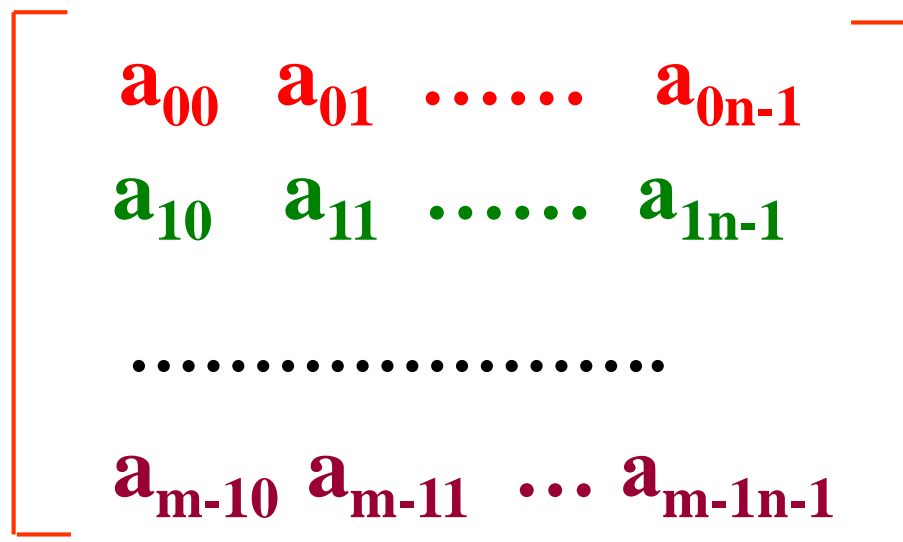 a00 a01 …… a0n-1
a10 a11 …… a1n-1
……………………
am-10 am-11 … am-1n-1